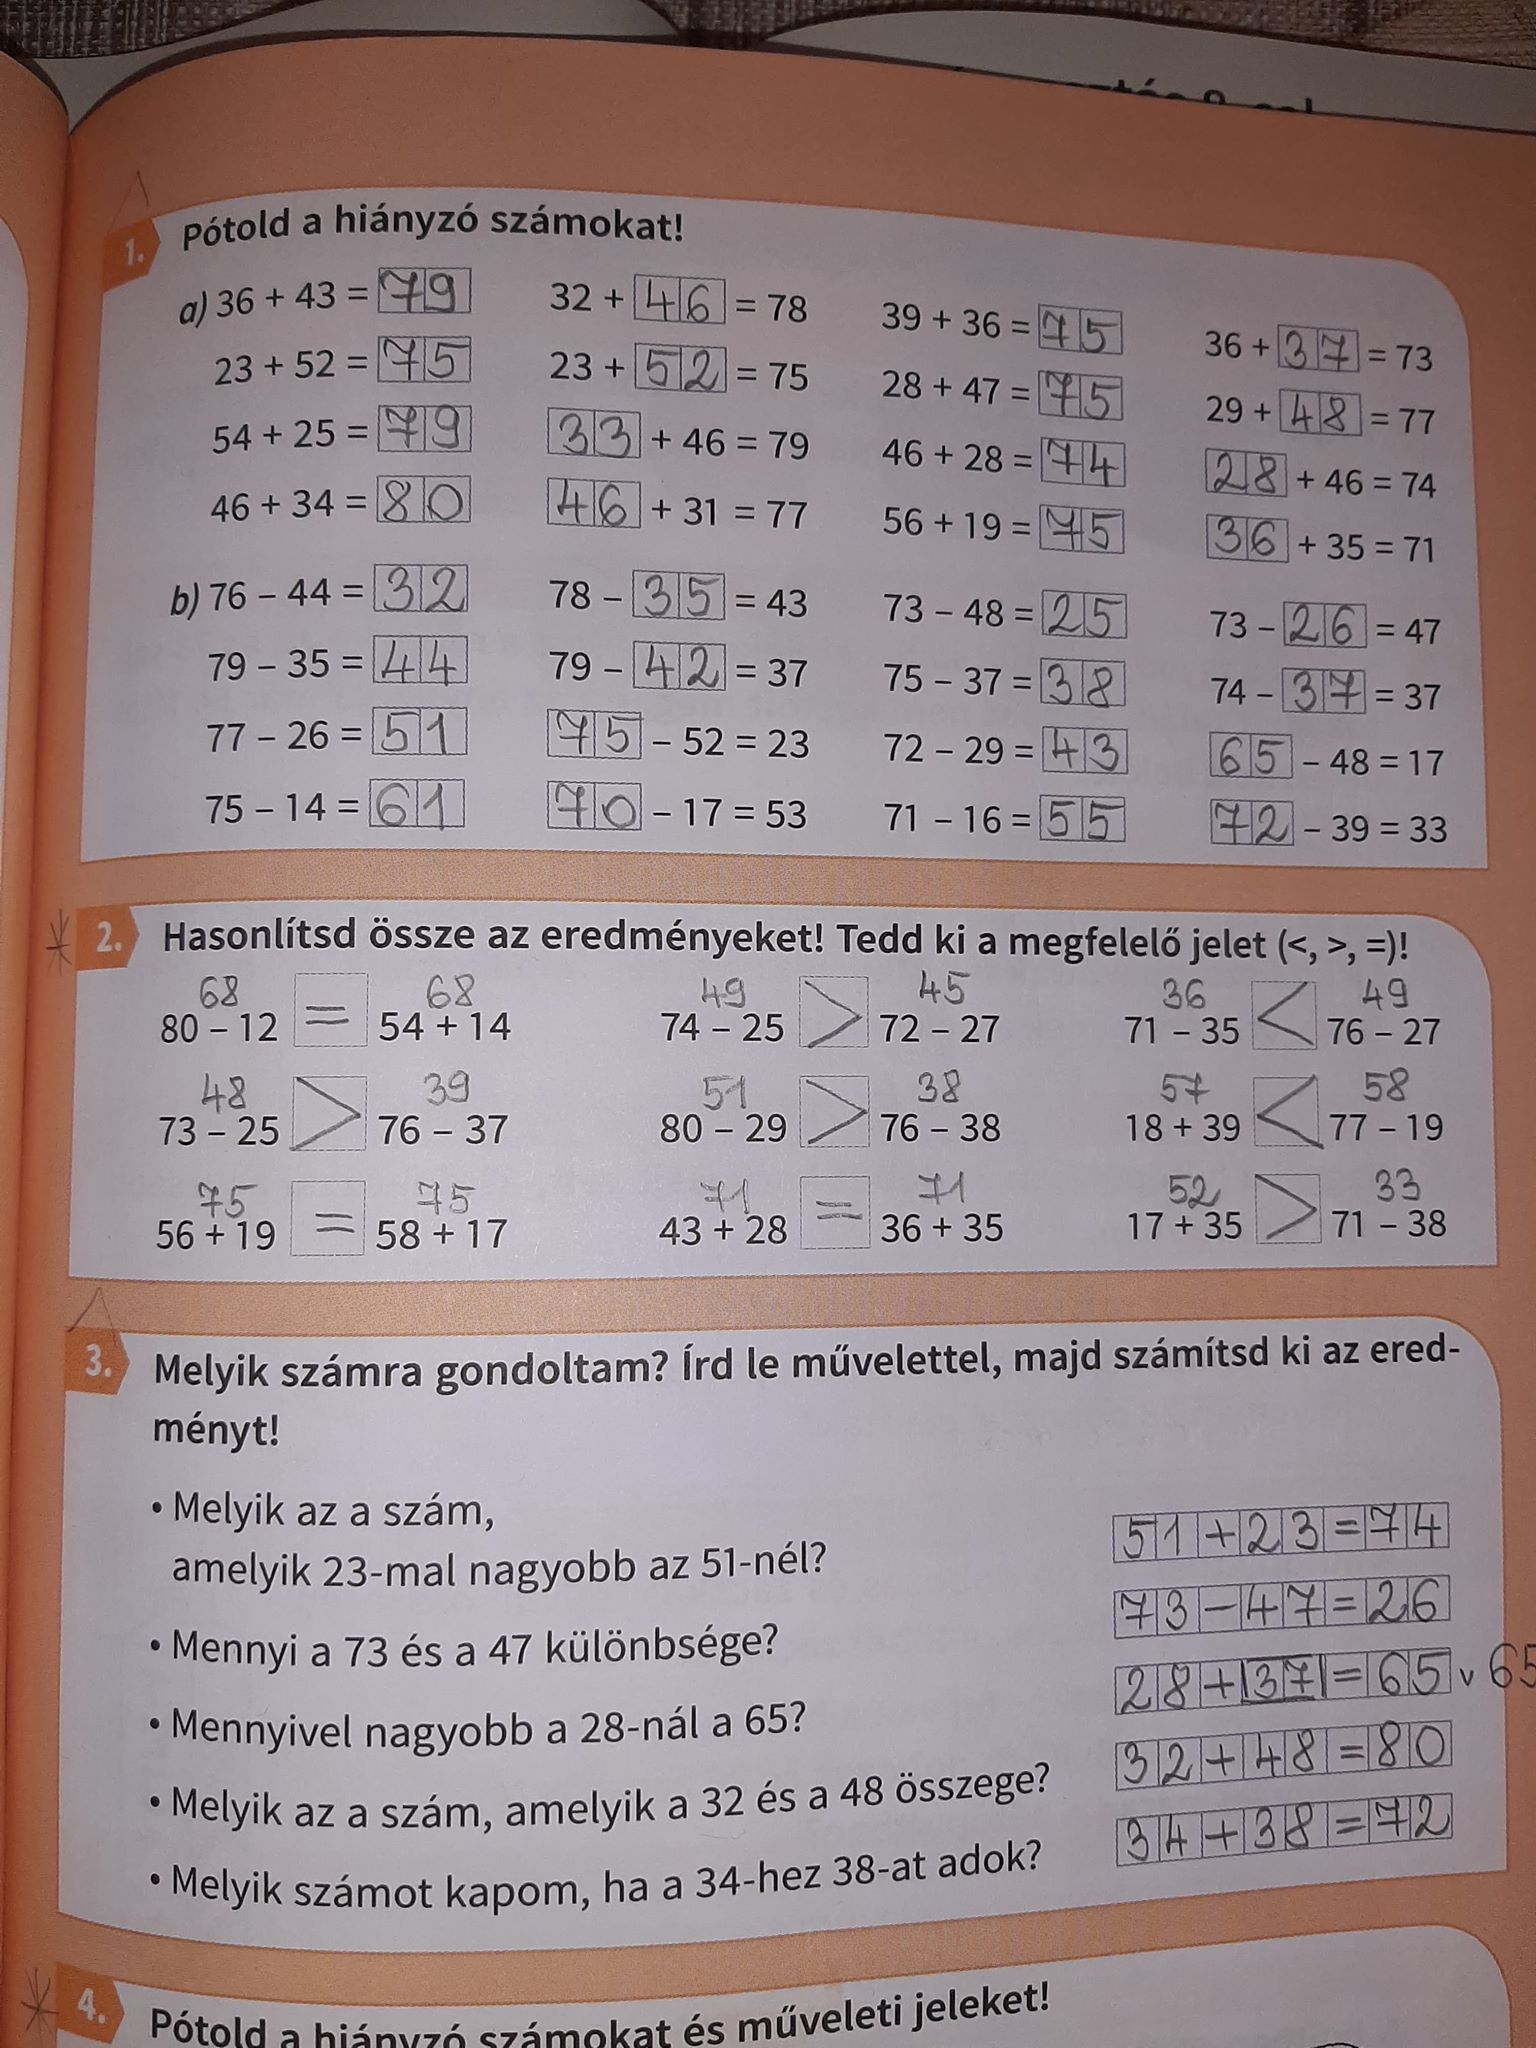 1. Pótold a hiányzó számokat!
a) 36 + 43 = 79 32 + 46 = 78 39 + 36 = 75 36 + 37 = 73
23 + 52 = 75 23 + 52 = 75 28 + 47 = 75 29 + 48 = 77
54 + 25 = 79 33 + 46 = 79 46 + 28 = 74 28 + 46 = 74
46 + 34 = 80 46 + 31 = 77 56 + 19 = 75 36 + 35 = 71
b) 76 – 44 = 32 78 – 35 = 43 73 – 48 = 25 73 – 26 = 47
79 – 35 = 44 79 – 42 = 37 75 – 37 = 38 74 – 37 = 37
77 – 26 = 51 75 – 52 = 23 72 – 29 = 43 65 – 48 = 17
75 – 14 = 61 70 – 17 = 53 71 – 16 = 55 72 – 39 = 33
2. Hasonlítsd össze az eredményeket! Tedd ki a megfelelő jelet (<, >, =)!
68 68 49 45 36 49
80 – 12 = 54 + 14 74 – 25 > 72 – 27 71 – 35 < 76 – 27
48 39 51 38 57 58
73 – 25 > 76 – 37 80 – 29 > 76 – 38 18 + 39 < 77 – 19
75 75 71 71 52 33
56 + 19 = 58 + 17 43 + 28 = 36 + 35 17 + 35 > 71 – 38
3. Melyik számra gondoltam? Írd le művelettel, majd számítsd ki az ered-
ményt!
• Melyik az a szám,
amelyik 23-mal nagyobb az 51-nél? 51+23=74
• Mennyi a 73 és a 47 különbsége? 73–47=26
• Mennyivel nagyobb a 28-nál a 65? 28+37=65 v 65
• Melyik az a szám, amelyik a 32 és a 48 összege? 32+48=80
• Melyik számot kapom, ha a 34-hez 38-at adok? 34+38=72
4. Pótold a hiányzó számokat és műveleti jeleket!